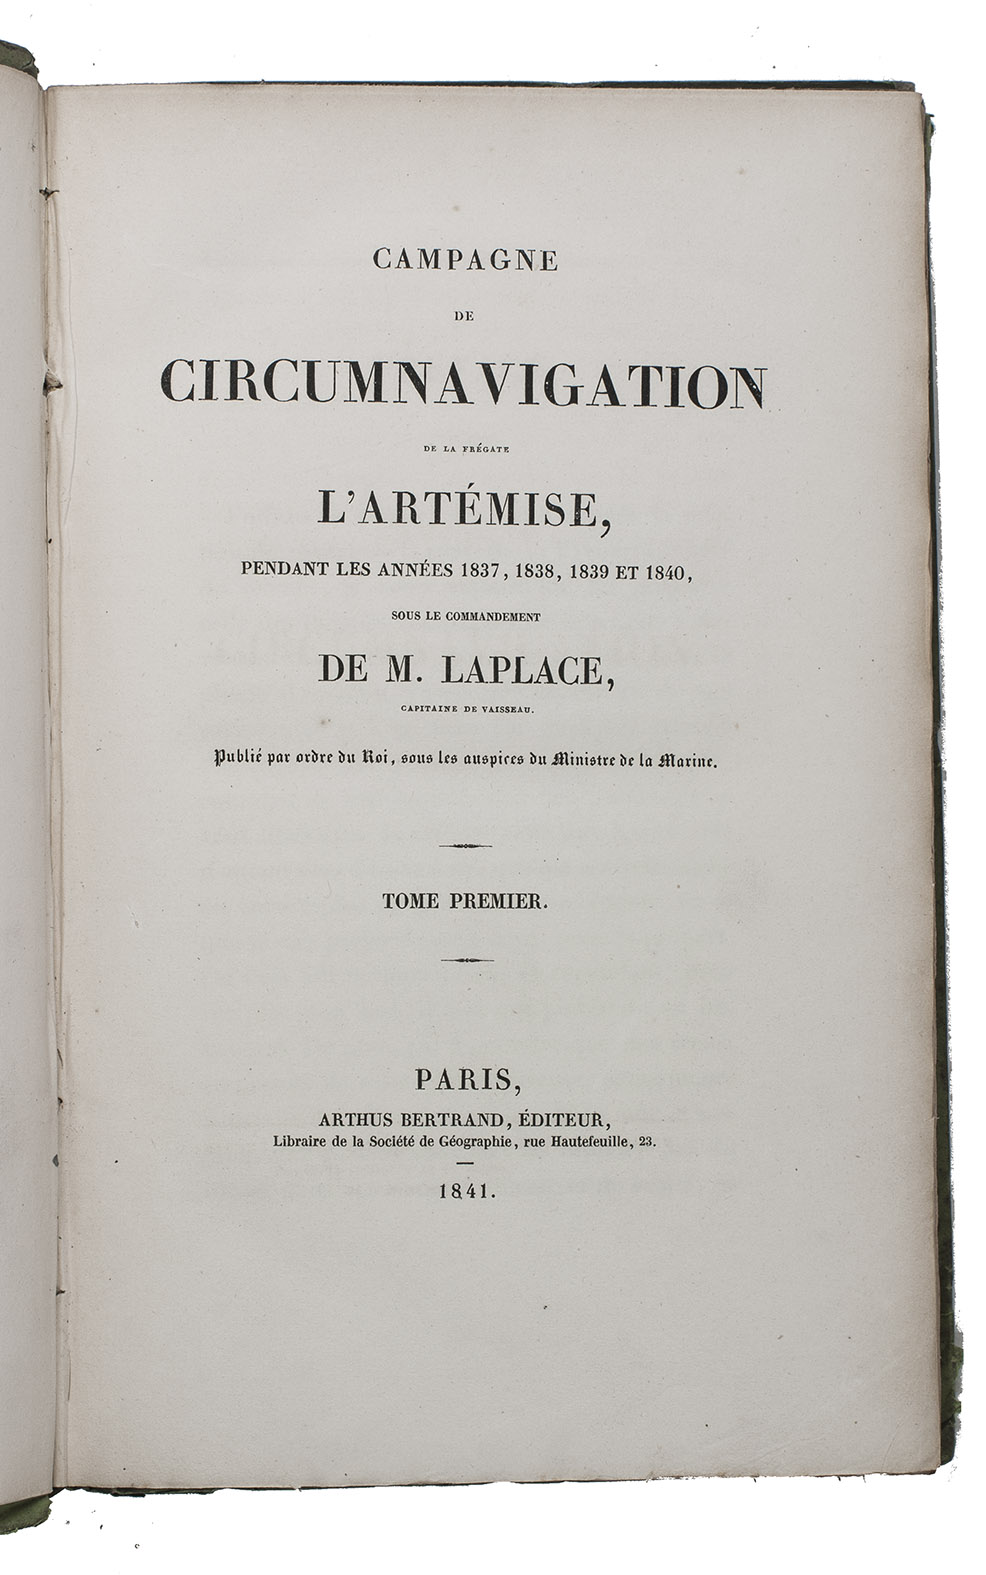 CAMPAGNE
DE
CIRCUMNAVIGATION
DE LA FRÉGATE
L'ARTÉMISE,
PENDANT LES ANNÉES 1837, 1838, 1839 ET 1840,
SOUS LE COMMANDEMENT
DE M. LAPLACE,
CAPITAINE DE VAISSEAU.
Publié par ordre du Roi, sous les auspices du Ministre de la Marine.
TOME PREMIER.
PARIS,
ARTHUS BERTRAND, ÉDITEUR,
Libraire de la Société de Géographie, rue Hautefeuille, 23.
1841.